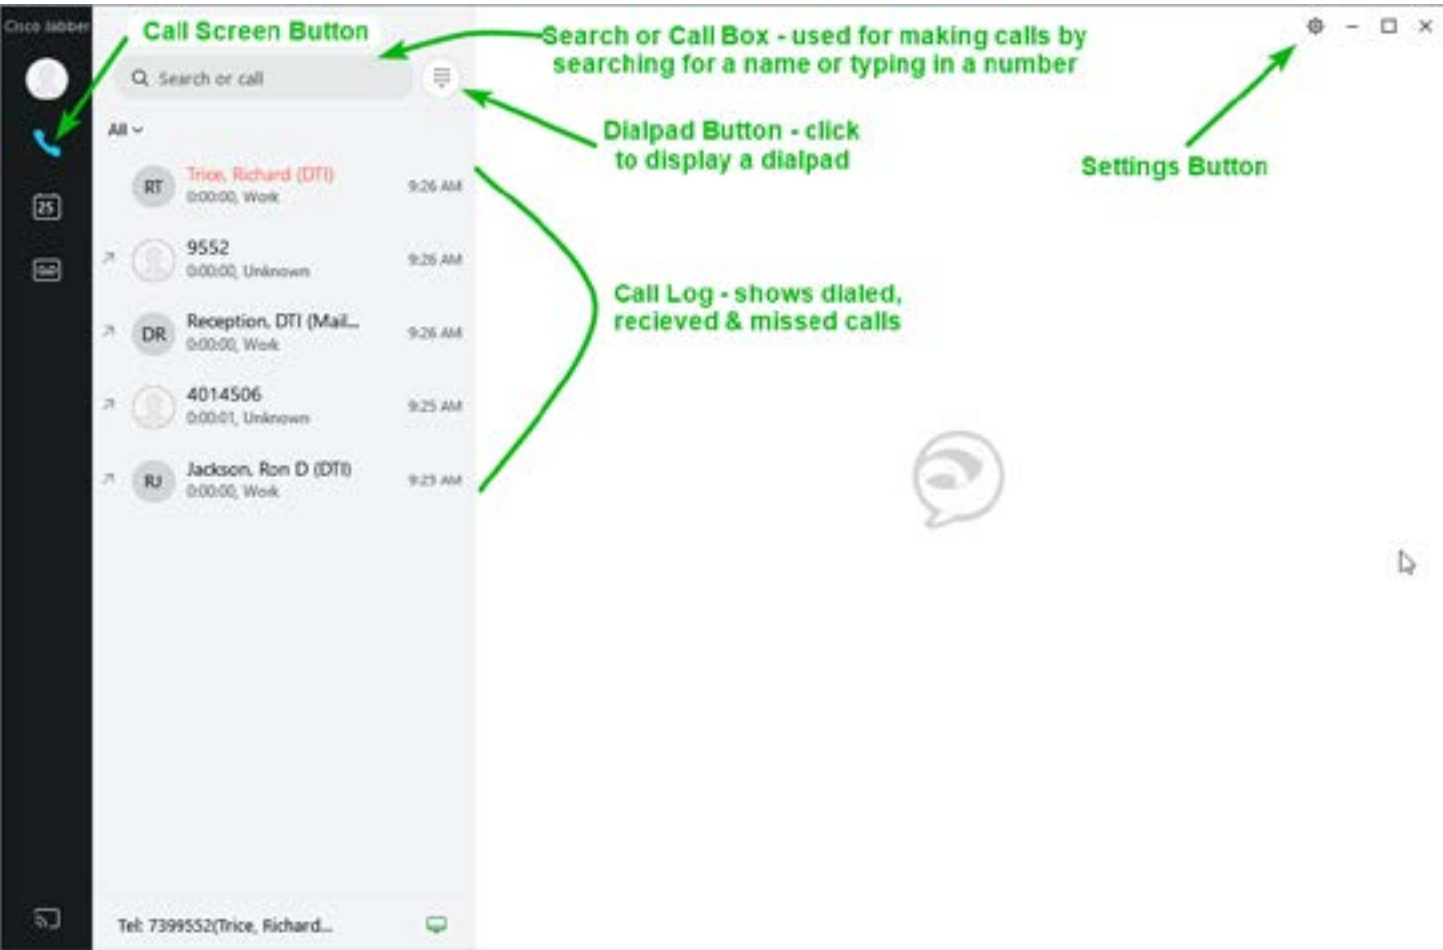 Cisco Jabber
Call Screen Button
Search or Call Box - used for making calls by
searching for a name or typing in a number
Search or call
Dialpad Button - click
to display a dialpad
Settings Button
All
25
RT
Trice, Richard (DTI)
0:00:00, Work
9:26 AM
9552
0:00:00, Unknown
9:26 AM
Call Log - shows dialed,
recieved & missed calls
DR
Reception, DTI (Mail...
0:00:00, Work
9:26 AM
4014506
0:00:01, Unknown
9:25 AM
RJ
Jackson, Ron D (DTI)
0:00:00, Work
9:23 AM
Tel: 7399552(Trice, Richard...